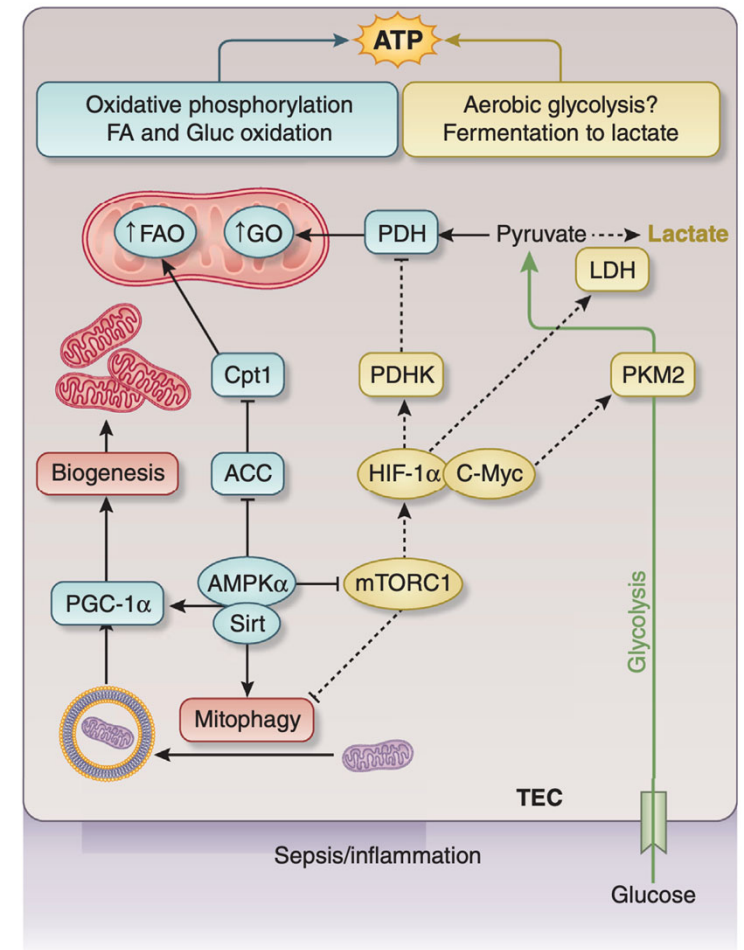 ATP
Oxidative phosphorylation
FA and Gluc oxidation
Aerobic glycolysis?
Fermentation to lactate
↑FAO
↑GO
PDH
Pyruvate
Lactate
LDH
Cpt1
PDHK
PKM2
Biogenesis
ACC
HIF-1α
C-Myc
AMPKα
mTORC1
PGC-1α
Sirt
Glycolysis
Mitophagy
TEC
Sepsis/inflammation
Glucose